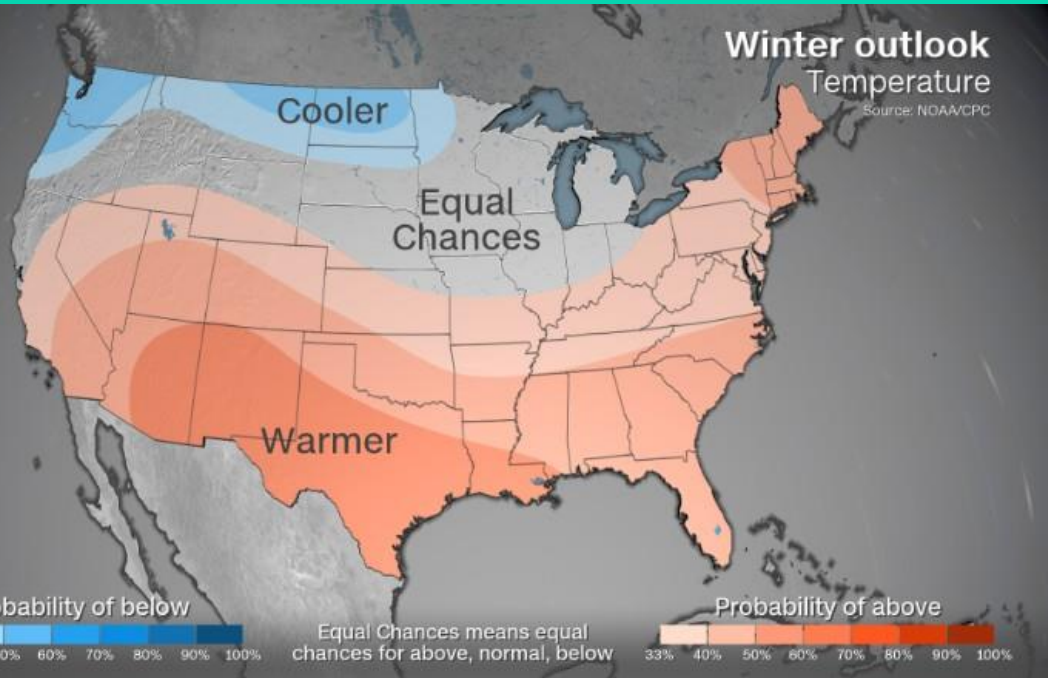 Winter outlook
Temperature
Source: NOAA/CPC
Cooler
Equal
Chances
Warmer
bability of below
0% 60% 70% 80% 90% 100%
Equal Chances means equal
chances for above, normal, below
Probability of above
33% 40% 50% 60% 70% 80% 90% 100%